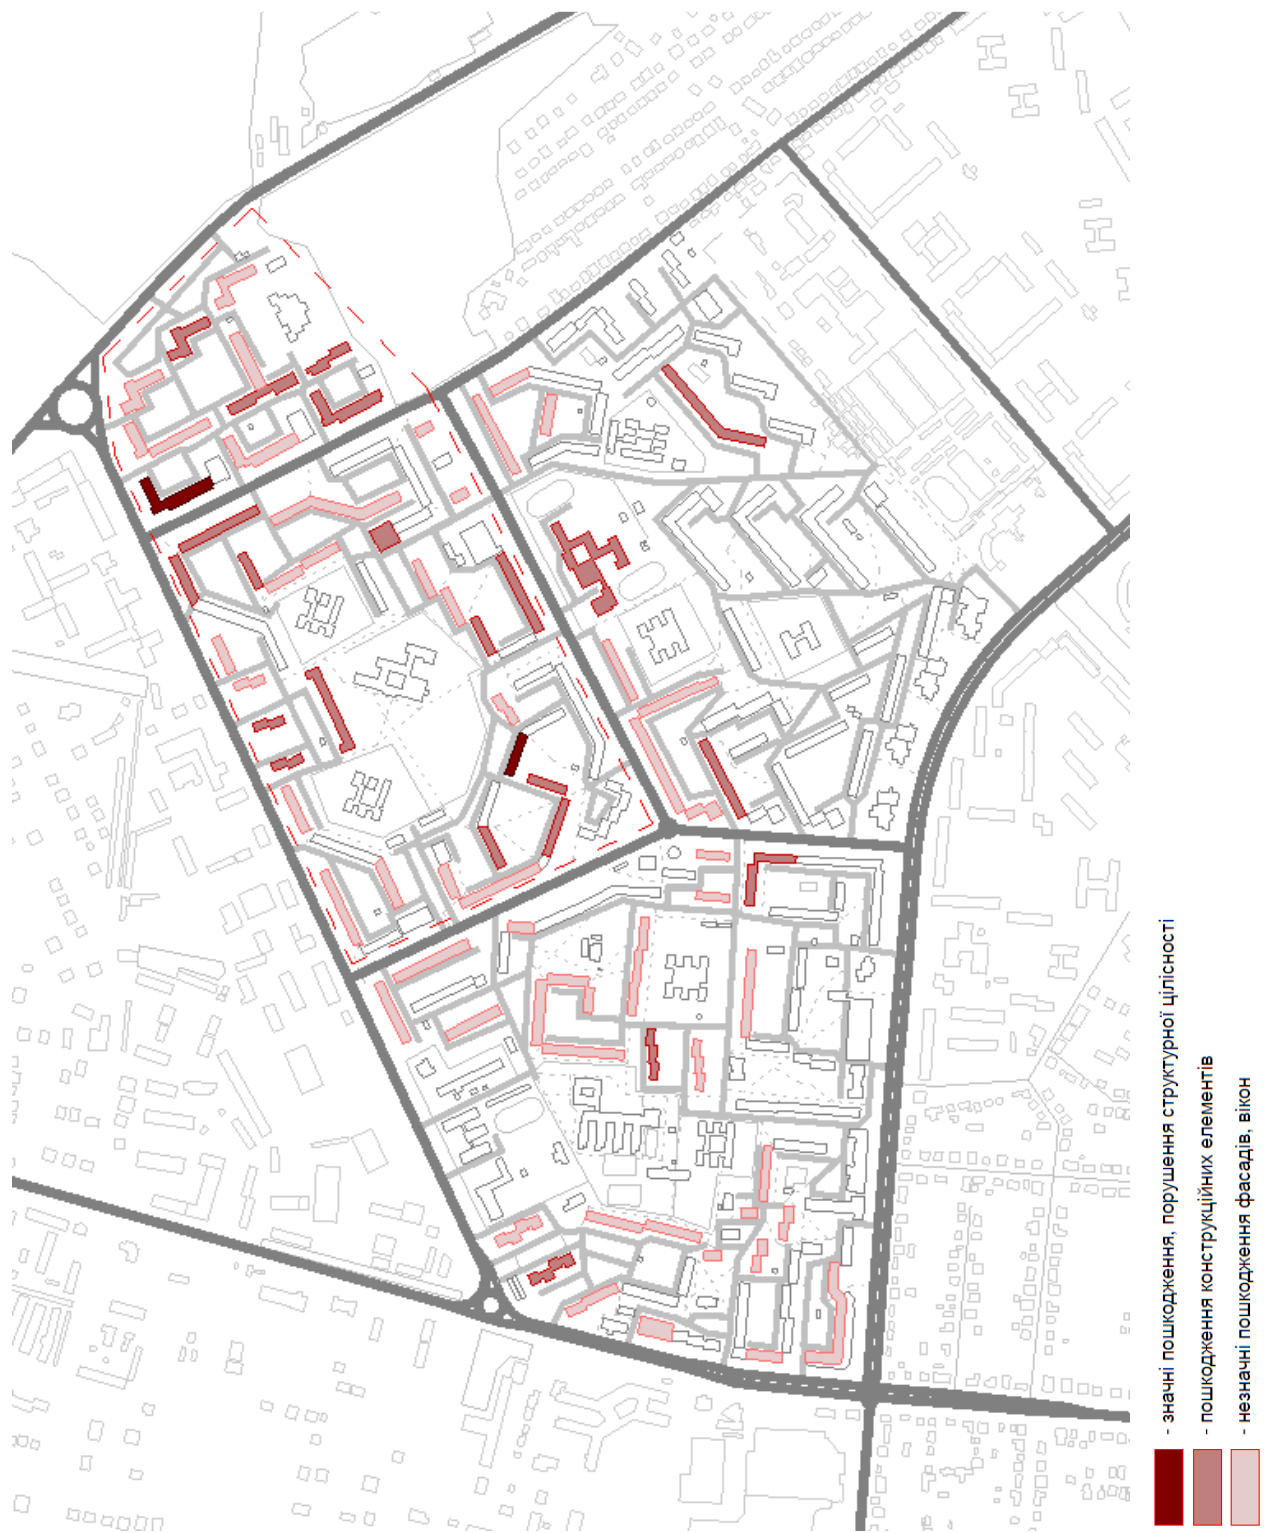 - значні пошкодження, порушення структурної цілісності
- пошкодження конструкційних елементів
- незначні пошкодження фасадів, вікон